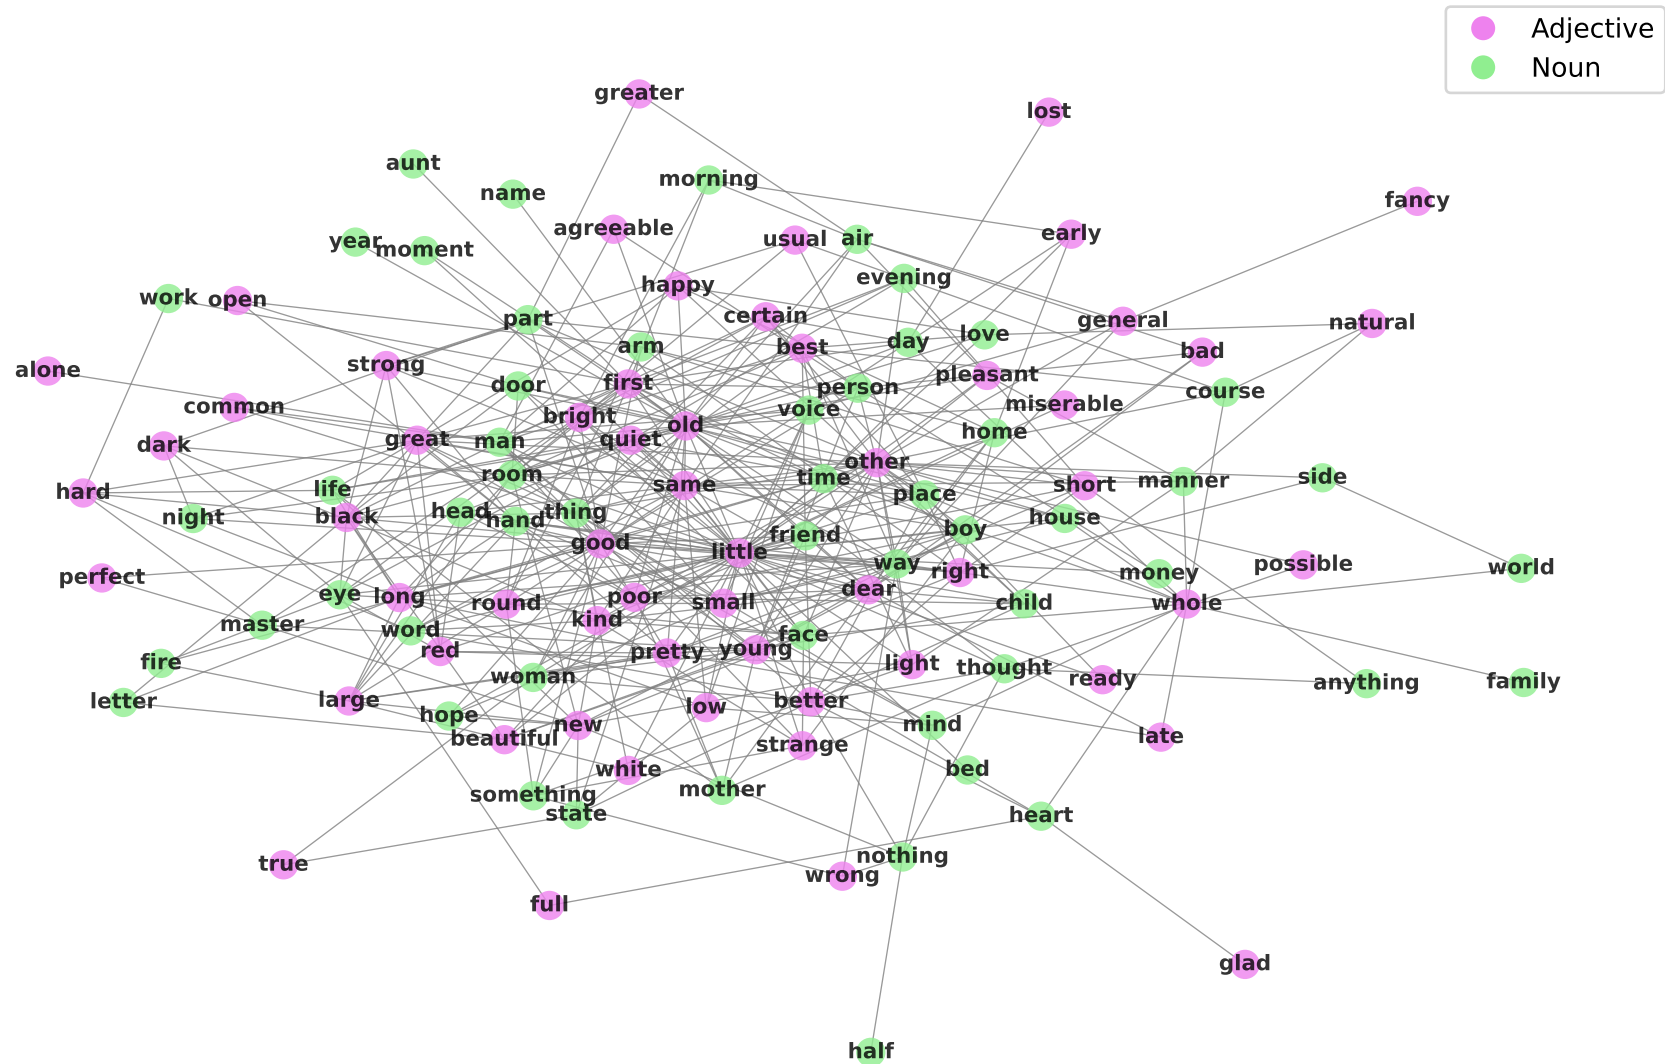 Adjective
Noun
greater
lost
aunt
name
morning
fancy
agreeable
usual
air
early
year
moment
evening
happy
work
open
part
certain
general
natural
arm
best
day
love
bad
alone
strong
door
first
person
pleasant
course
common
bright
voice
miserable
dark
great
man
quiet
old
home
room
same
time
other
hard
life
place
short
manner
side
night
black
head
hand
thing
house
good
little
friend
boy
way
right
money
possible
world
perfect
eye
long
round
poor
kind
small
dear
child
whole
master
word
red
face
fire
pretty
young
light
thought
ready
anything
family
letter
large
woman
hope
low
better
beautiful
new
mind
late
strange
white
bed
something
state
mother
heart
true
nothing
wrong
full
glad
half